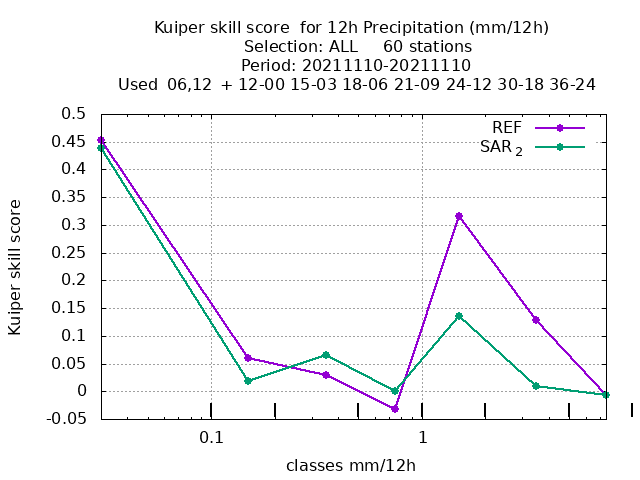 Kuiper skill score  for 12h Precipitation (mm/12h)
Selection: ALL     60 stations
Period: 20211110-20211110
Used  06,12  + 12-00 15-03 18-06 21-09 24-12 30-18 36-24
0.5
0.45
0.4
0.35
0.3
0.25
0.2
0.15
0.1
0.05
0
-0.05
Kuiper skill score
REF
SAR 2
0.1
1
classes mm/12h